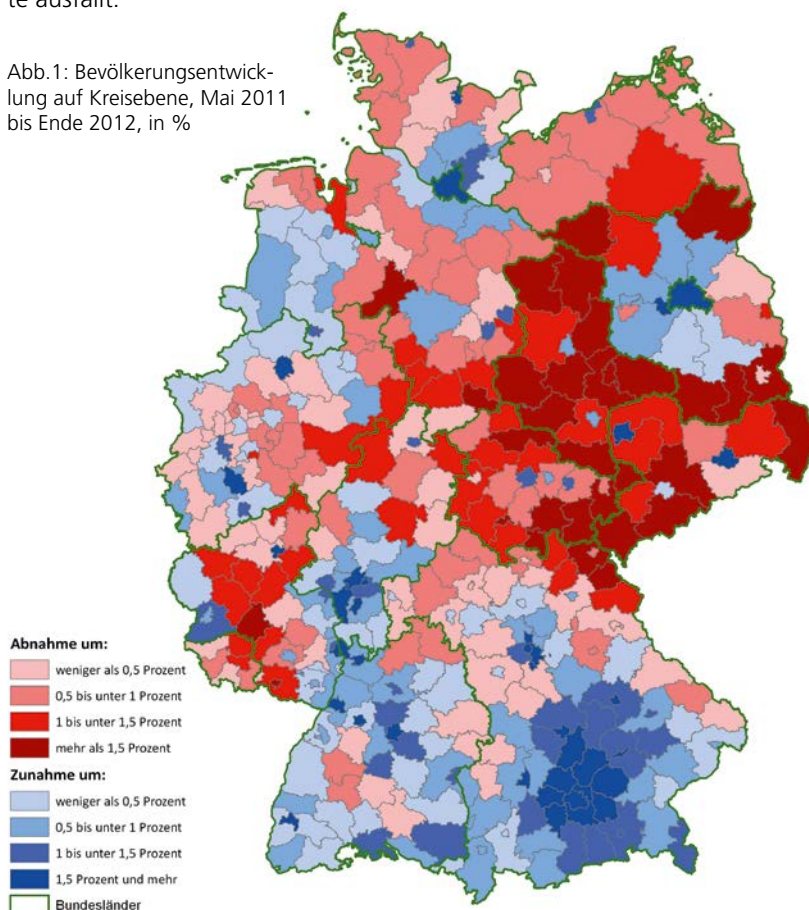 te ausfällt.
Abb.1: Bevölkerungsentwick-
lung auf Kreisebene, Mai 2011
bis Ende 2012, in %
Abnahme um:
weniger als 0,5 Prozent
0,5 bis unter 1 Prozent
1 bis unter 1,5 Prozent
mehr als 1,5 Prozent
Zunahme um:
weniger als 0,5 Prozent
0,5 bis unter 1 Prozent
1 bis unter 1,5 Prozent
1,5 Prozent und mehr
Bundesländer